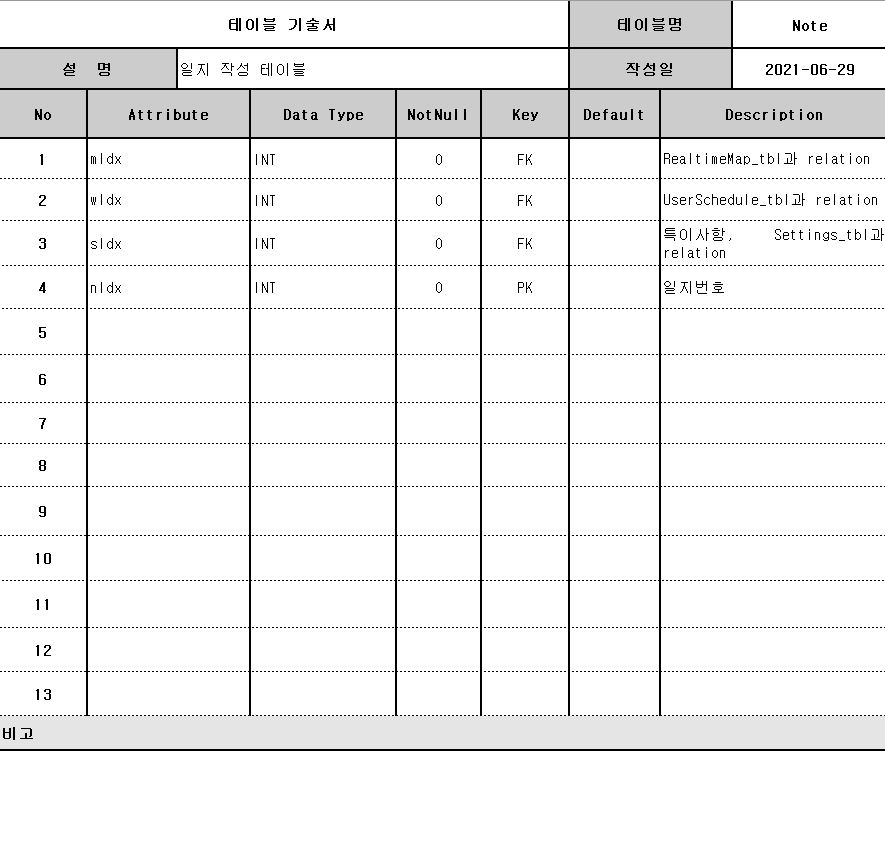 테이블 기술서 테이블명 Note
설 명 일지 작성 테이블 작성일 2021-06-29
No Attribute Data Type NotNull Key Default Description
1 mIdx INT O FK RealtimeMap_tbl과 relation
2 wIdx INT O FK UserSchedule_tbl과 relation
3 sIdx INT O FK 특이사항, Settings_tbl과
relation
4 nIdx INT O PK 일지번호
5
6
7
8
9
10
11
12
13
비고